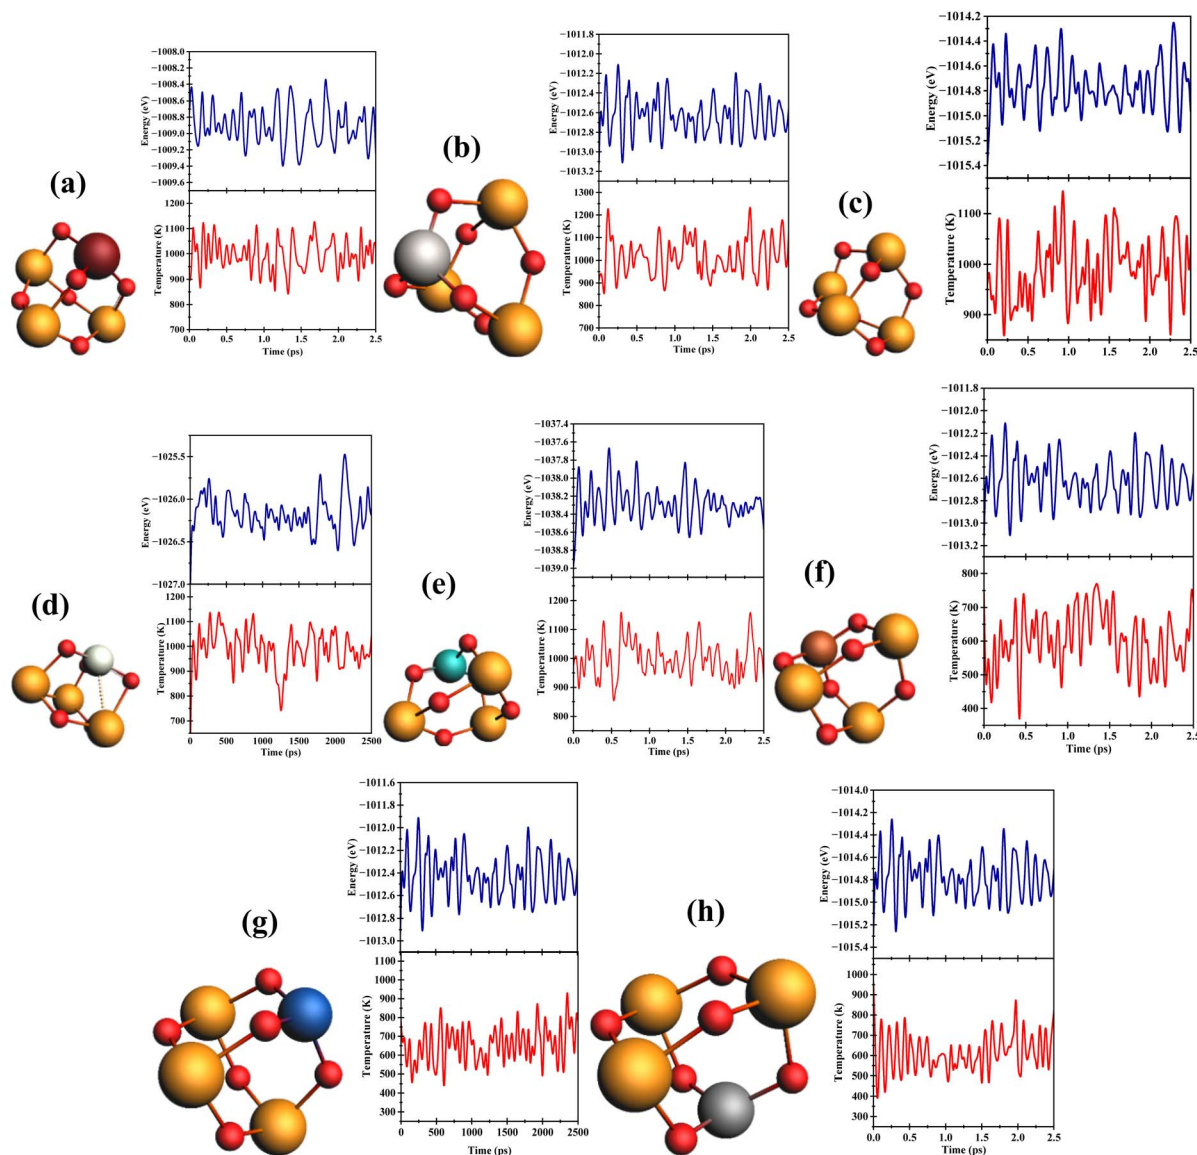 (a)
−1008.0
−1008.2
−1008.4
−1008.6
−1008.8
−1009.0
−1009.2
−1009.4
−1009.6
Energy (eV)
1200
1100
1000
900
800
700
Temperature (K)
0.0 0.5 1.0 1.5 2.0 2.5
Time (ps)
(b)
−1011.8
−1012.0
−1012.2
−1012.4
−1012.6
−1012.8
−1013.0
−1013.2
Energy (eV)
1300
1200
1100
1000
900
800
700
Temperature (K)
0.0 0.5 1.0 1.5 2.0 2.5
Time (ps)
(c)
−1014.2
−1014.4
−1014.6
−1014.8
−1015.0
−1015.2
−1015.4
Energy (eV)
1100
1000
900
Temperature (K)
0.0 0.5 1.0 1.5 2.0 2.5
Time (ps)
(d)
−1025.5
−1026.0
−1026.5
−1027.0
Energy (eV)
1200
1100
1000
900
800
700
Temperature (K)
0 500 1000 1500 2000 2500
Time (ps)
(e)
−1037.4
−1037.6
−1037.8
−1038.0
−1038.2
−1038.4
−1038.6
−1038.8
−1039.0
Energy (eV)
1200
1100
1000
900
800
Temperature (K)
0.0 0.5 1.0 1.5 2.0 2.5
Time (ps)
(f)
−1011.8
−1012.0
−1012.2
−1012.4
−1012.6
−1012.8
−1013.0
−1013.2
Energy (eV)
800
700
600
500
400
Temperature (K)
0.0 0.5 1.0 1.5 2.0 2.5
Time (ps)
(g)
−1011.6
−1012.0
−1012.4
−1012.8
−1013.0
Energy (eV)
1100
1000
900
800
700
600
500
400
300
Temperature (K)
0 500 1000 1500 2000 2500
Time (ps)
(h)
−1014.0
−1014.2
−1014.4
−1014.6
−1014.8
−1015.0
−1015.2
−1015.4
Energy (eV)
1000
900
800
700
600
500
400
300
Temperature (k)
0.0 0.5 1.0 1.5 2.0 2.5
Time (ps)